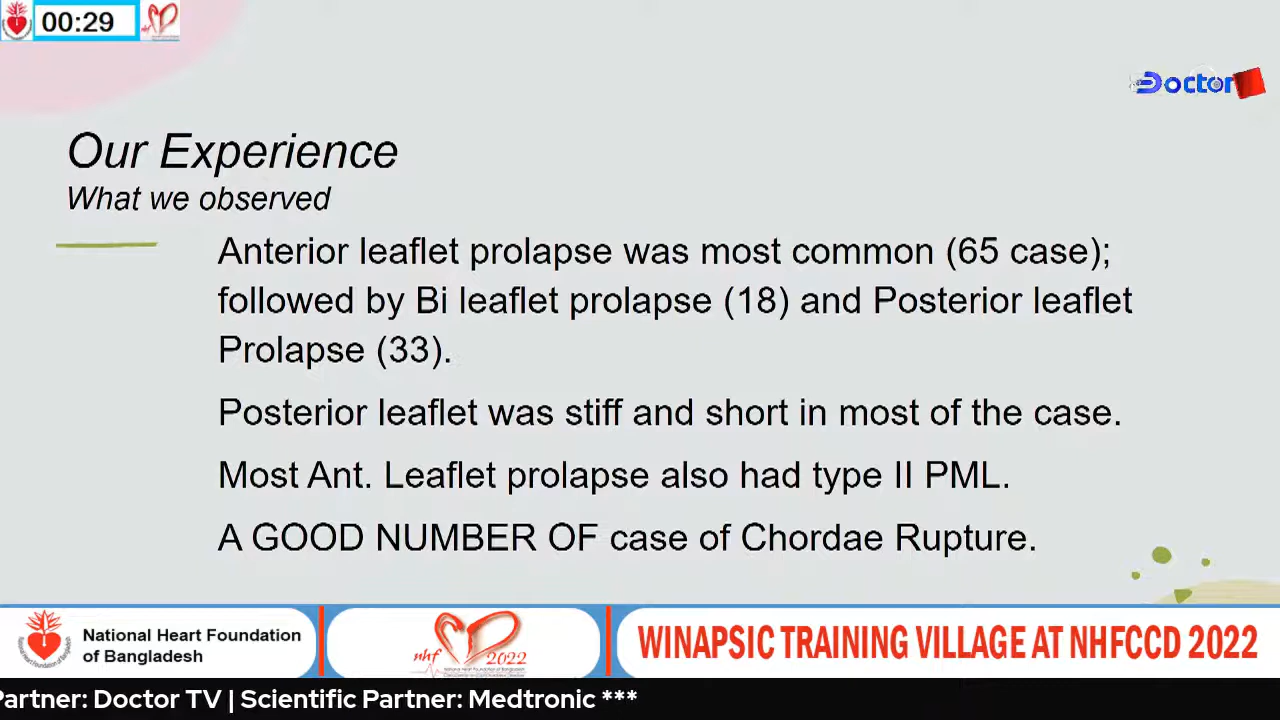 00:29
Doctor
Our Experience
What we observed
Anterior leaflet prolapse was most common (65 case);
followed by Bi leaflet prolapse (18) and Posterior leaflet
Prolapse (33).
Posterior leaflet was stiff and short in most of the case.
Most Ant. Leaflet prolapse also had type II PML.
A GOOD NUMBER OF case of Chordae Rupture.
National Heart Foundation
of Bangladesh
nhf 2022
WINAPSIC TRAINING VILLAGE AT NHFCCD 2022
Partner: Doctor TV | Scientific Partner: Medtronic ***